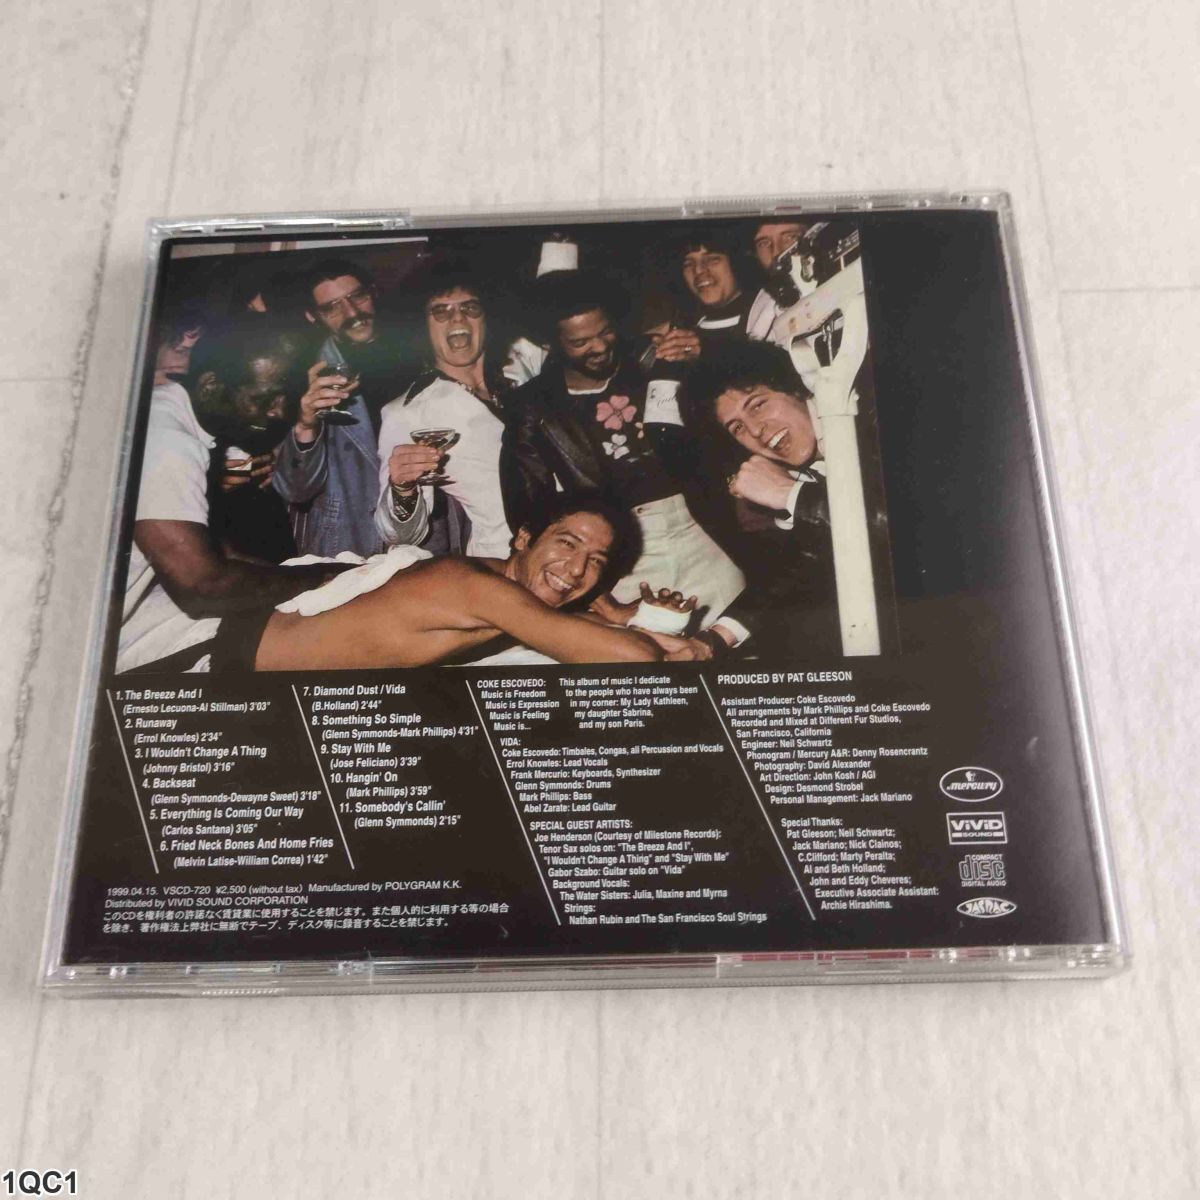 1. The Breeze And I
(Ernesto Lecuona-Al Stillman) 3'03"
2. Runaway
(Errol Knowles) 2'34"
3. I Wouldn't Change A Thing
(Johnny Bristol) 3'16"
4. Backseat
(Glenn Symmonds-Dewayne Sweet) 3'18"
5. Everything Is Coming Our Way
(Carlos Santana) 3'05"
6. Fried Neck Bones And Home Fries
(Melvin Latise-William Correa) 1'42"
7. Diamond Dust / Vida
(B.Holland) 2'44"
8. Something So Simple
(Glenn Symmonds-Mark Phillips) 4'31"
9. Stay With Me
(Jose Feliciano) 3'39"
10. Hangin' On
(Mark Phillips) 3'59"
11. Somebody's Callin'
(Glenn Symmonds) 2'15"
COKE ESCOVEDO:
Music is Freedom
Music is Expression
Music is Feeling
Music is...
This album of music I dedicate
to the people who have always been
in my corner: My Lady Kathleen,
my daughter Sabrina,
and my son Paris.
VIDA:
Coke Escovedo: Timbales, Congas, all Percussion and Vocals
Errol Knowles: Lead Vocals
Frank Mercurio: Keyboards, Synthesizer
Glenn Symmonds: Drums
Mark Phillips: Bass
Abel Zarate: Lead Guitar
SPECIAL GUEST ARTISTS:
Joe Henderson (Courtesy of Milestone Records):
Tenor Sax solos on: "The Breeze And I",
"I Wouldn't Change A Thing" and "Stay With Me"
Gabor Szabo: Guitar solo on "Vida"
Background Vocals:
The Water Sisters: Julia, Maxine and Myrna
Strings:
Nathan Rubin and The San Francisco Soul Strings
PRODUCED BY PAT GLEESON
Assistant Producer: Coke Escovedo
All arrangements by Mark Phillips and Coke Escovedo
Recorded and Mixed at Different Fur Studios,
San Francisco, California
Engineer: Neil Schwartz
Phonogram / Mercury A&R: Denny Rosencrantz
Photography: David Alexander
Art Direction: John Kosh / AGI
Design: Desmond Strobel
Personal Management: Jack Mariano
Special Thanks:
Pat Gleeson; Neil Schwartz;
Jack Mariano; Nick Clainos;
C.Clifford; Marty Peralta;
Al and Beth Holland;
John and Eddy Cheveres;
Executive Associate Assistant:
Archie Hirashima.
mercury
ViViD
SOUND
COMPACT
disc
DIGITAL AUDIO
JASRAC
1999.04.15. VSCD-720 ¥2,500 (without tax) Manufactured by POLYGRAM K.K.
Distributed by VIVID SOUND CORPORATION
このCDを権利者の許諾なく賃貸業に使用することを禁じます。また個人的に利用する等の場合
を除き、著作権法上弊社に無断でテープ、ディスク等に録音することを禁じます。
1QC1